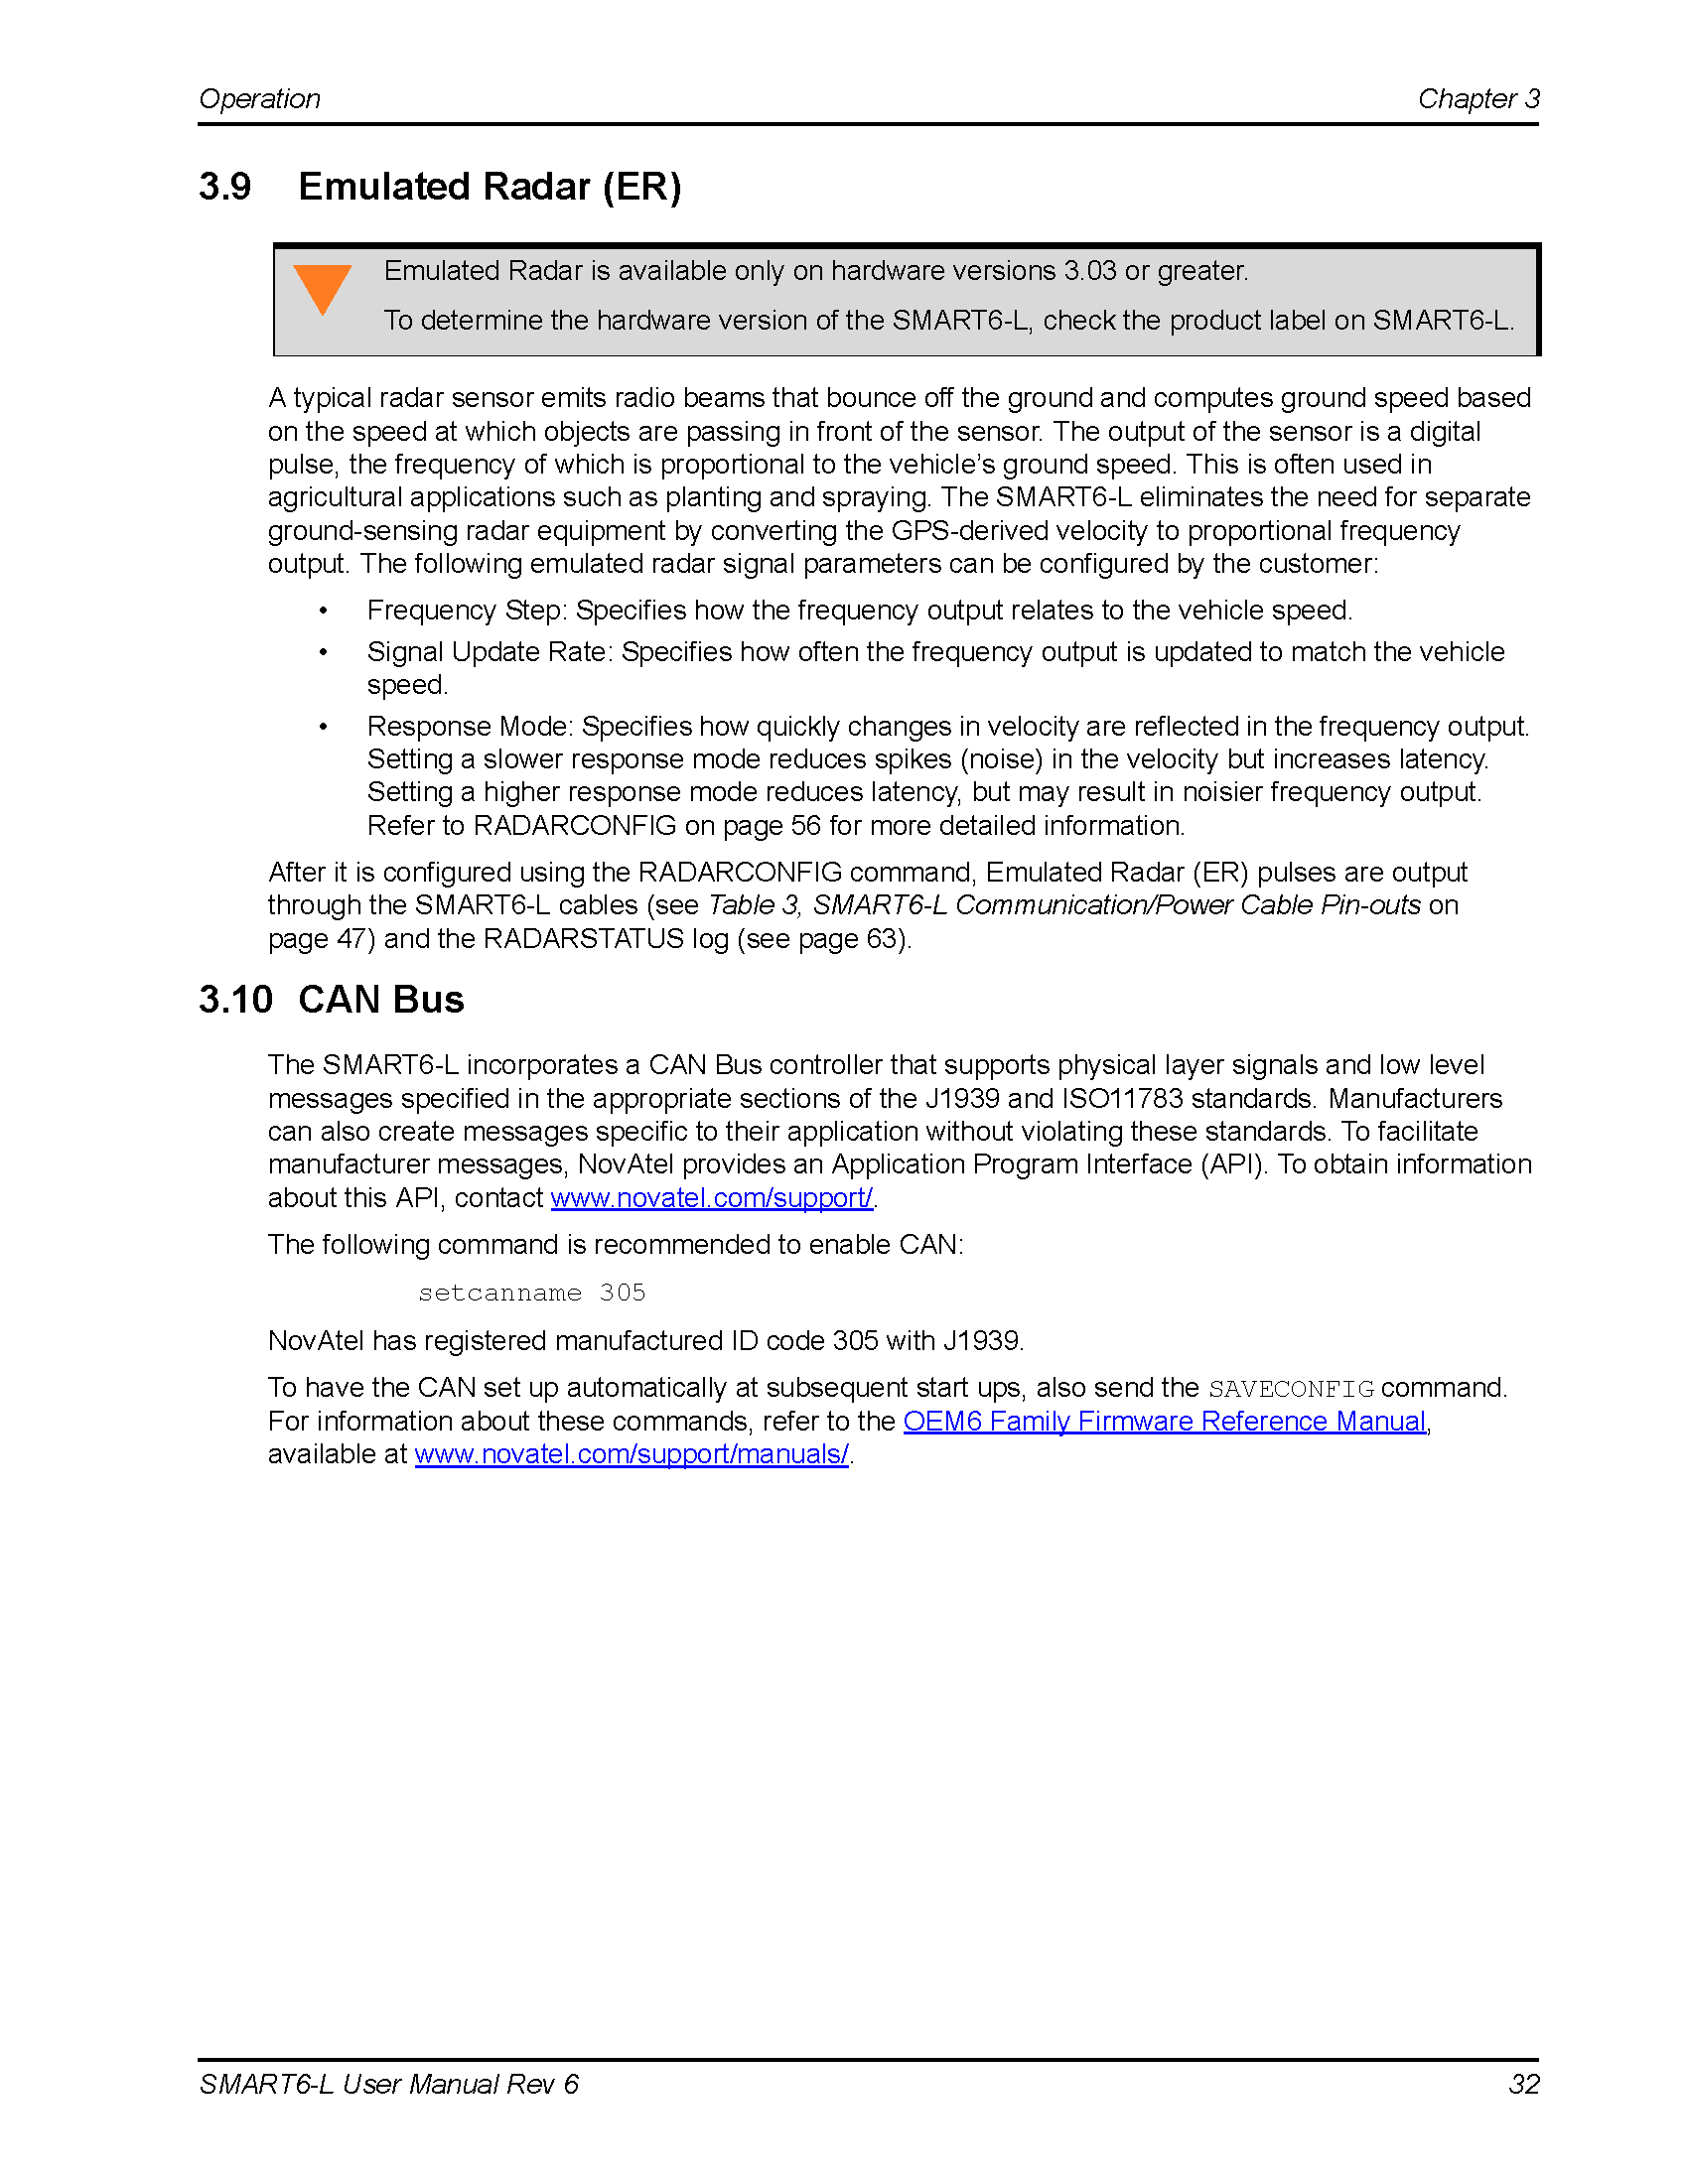 Operation Chapter 3
3.9 Emulated Radar (ER)
Emulated Radar is available only on hardware versions 3.03 or greater.
To determine the hardware version of the SMART6-L, check the product label on SMART6-L.
A typical radar sensor emits radio beams that bounce off the ground and computes ground speed based
on the speed at which objects are passing in front of the sensor. The output of the sensor is a digital
pulse, the frequency of which is proportional to the vehicle's ground speed. This is often used in
agricultural applications such as planting and spraying. The SMART6-L eliminates the need for separate
ground-sensing radar equipment by converting the GPS-derived velocity to proportional frequency
output. The following emulated radar signal parameters can be configured by the customer:
• Frequency Step: Specifies how the frequency output relates to the vehicle speed.
• Signal Update Rate: Specifies how often the frequency output is updated to match the vehicle
speed.
• Response Mode: Specifies how quickly changes in velocity are reflected in the frequency output.
Setting a slower response mode reduces spikes (noise) in the velocity but increases latency.
Setting a higher response mode reduces latency, but may result in noisier frequency output.
Refer to RADARCONFIG on page 56 for more detailed information.
After it is configured using the RADARCONFIG command, Emulated Radar (ER) pulses are output
through the SMART6-L cables (see Table 3, SMART6-L Communication/Power Cable Pin-outs on
page 47) and the RADARSTATUS log (see page 63).
3.10 CAN Bus
The SMART6-L incorporates a CAN Bus controller that supports physical layer signals and low level
messages specified in the appropriate sections of the J1939 and ISO11783 standards. Manufacturers
can also create messages specific to their application without violating these standards. To facilitate
manufacturer messages, NovAtel provides an Application Program Interface (API). To obtain information
about this API, contact www.novatel.com/support/.
The following command is recommended to enable CAN:
setcanname 305
NovAtel has registered manufactured ID code 305 with J1939.
To have the CAN set up automatically at subsequent start ups, also send the SAVECONFIG command.
For information about these commands, refer to the OEM6 Family Firmware Reference Manual,
available at www.novatel.com/support/manuals/.
SMART6-L User Manual Rev 6 32